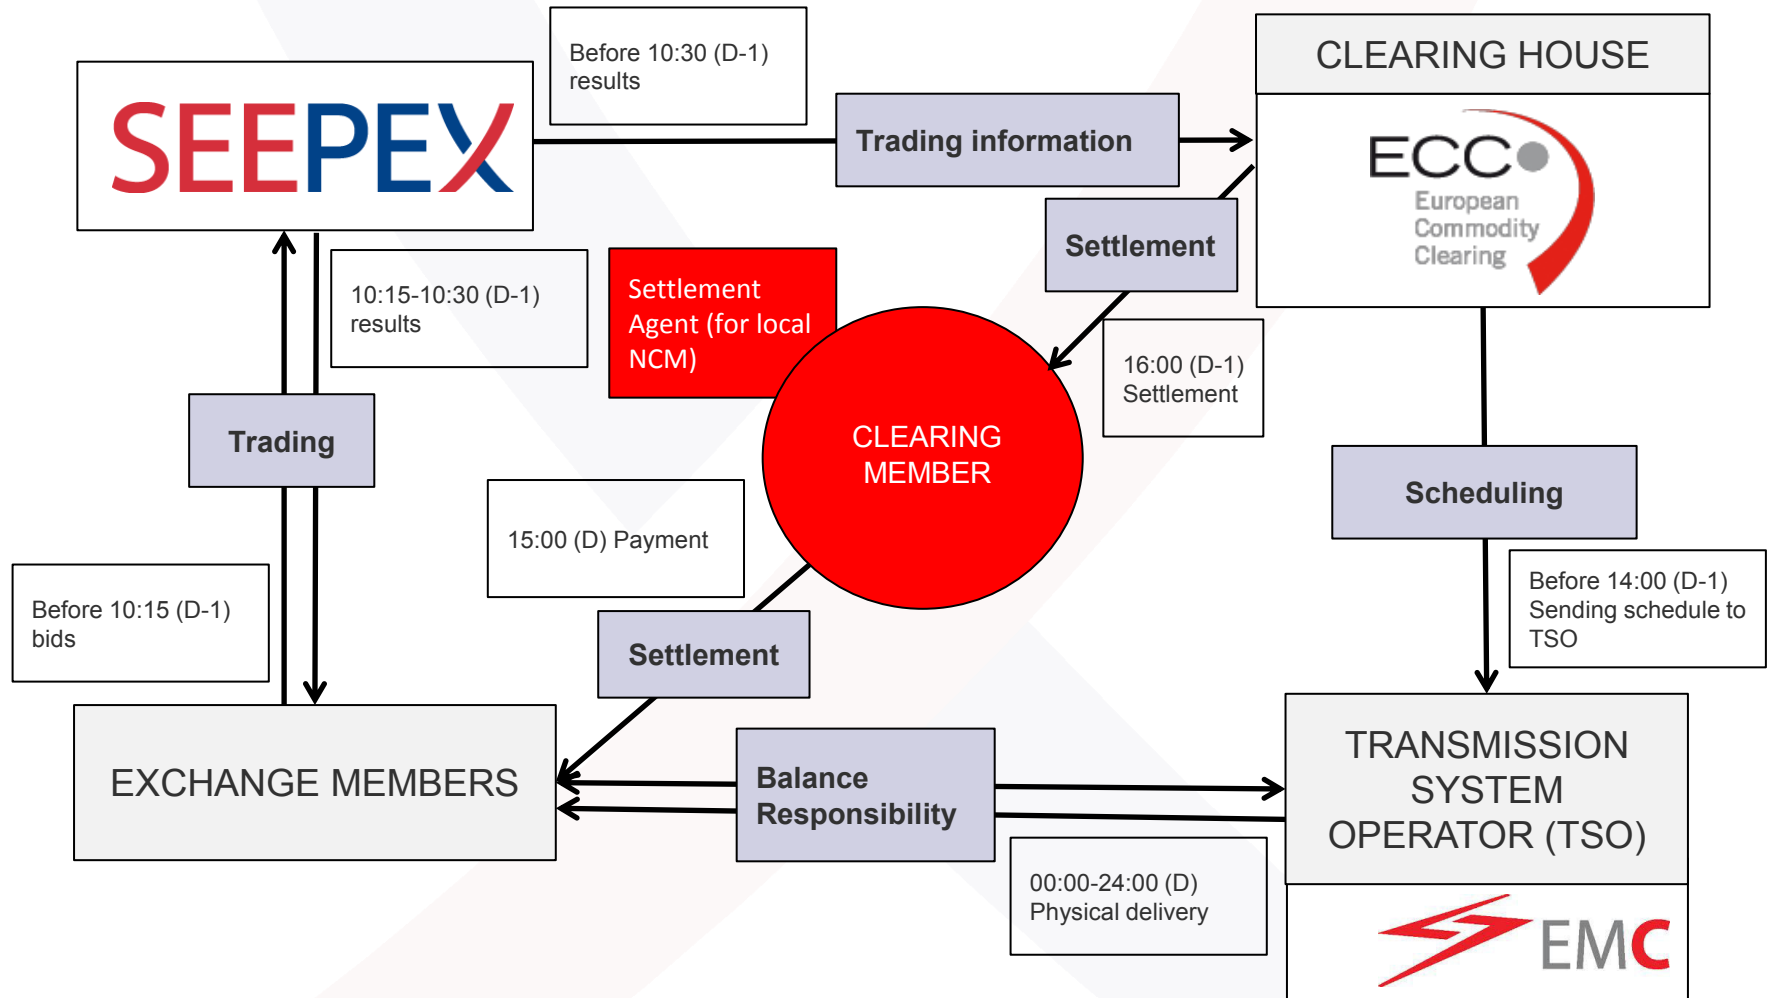 Before 10:30 (D-1)
results
CLEARING HOUSE
SEEPEX
Trading information
ECC
European
Commodity
Clearing
Settlement
10:15-10:30 (D-1)
results
Settlement
Agent (for local
NCM)
16:00 (D-1)
Settlement
CLEARING
MEMBER
Trading
Scheduling
15:00 (D) Payment
Before 10:15 (D-1)
bids
Before 14:00 (D-1)
Sending schedule to
TSO
Settlement
EXCHANGE MEMBERS
Balance
Responsibility
TRANSMISSION
SYSTEM
OPERATOR (TSO)
00:00-24:00 (D)
Physical delivery
EMC